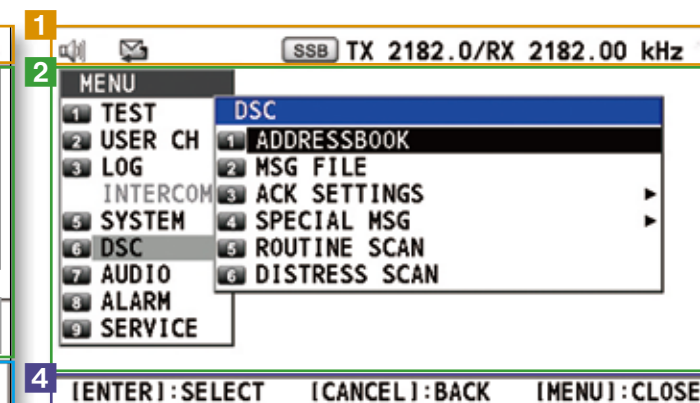 1
SSB TX 2182.0/RX 2182.00 kHz
2
MENU
1 TEST
2 USER CH
3 LOG
INTERCOM
5 SYSTEM
6 DSC
7 AUDIO
8 ALARM
9 SERVICE
DSC
1 ADDRESSBOOK
2 MSG FILE
3 ACK SETTINGS
4 SPECIAL MSG
5 ROUTINE SCAN
6 DISTRESS SCAN
4
[ENTER]:SELECT [CANCEL]:BACK [MENU]:CLOSE